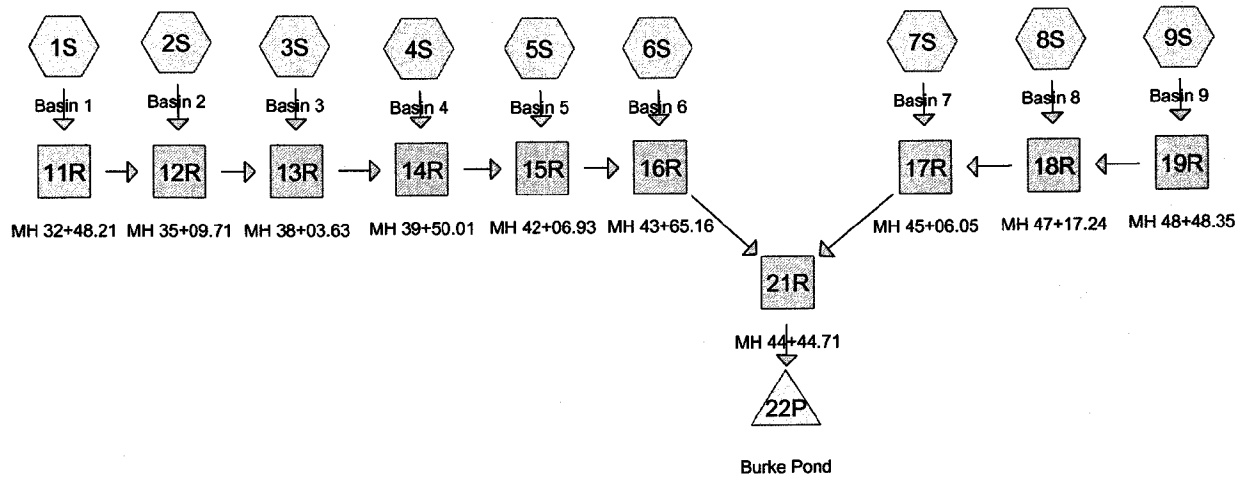 1S 2S 3S 4S 5S 6S 7S 8S 9S
Basin 1 Basin 2 Basin 3 Basin 4 Basin 5 Basin 6 Basin 7 Basin 8 Basin 9
11R 12R 13R 14R 15R 16R 17R 18R 19R
MH 32+48.21 MH 35+09.71 MH 38+03.63 MH 39+50.01 MH 42+06.93 MH 43+65.16 MH 45+06.05 MH 47+17.24 MH 48+48.35
21R
MH 44+44.71
22P
Burke Pond